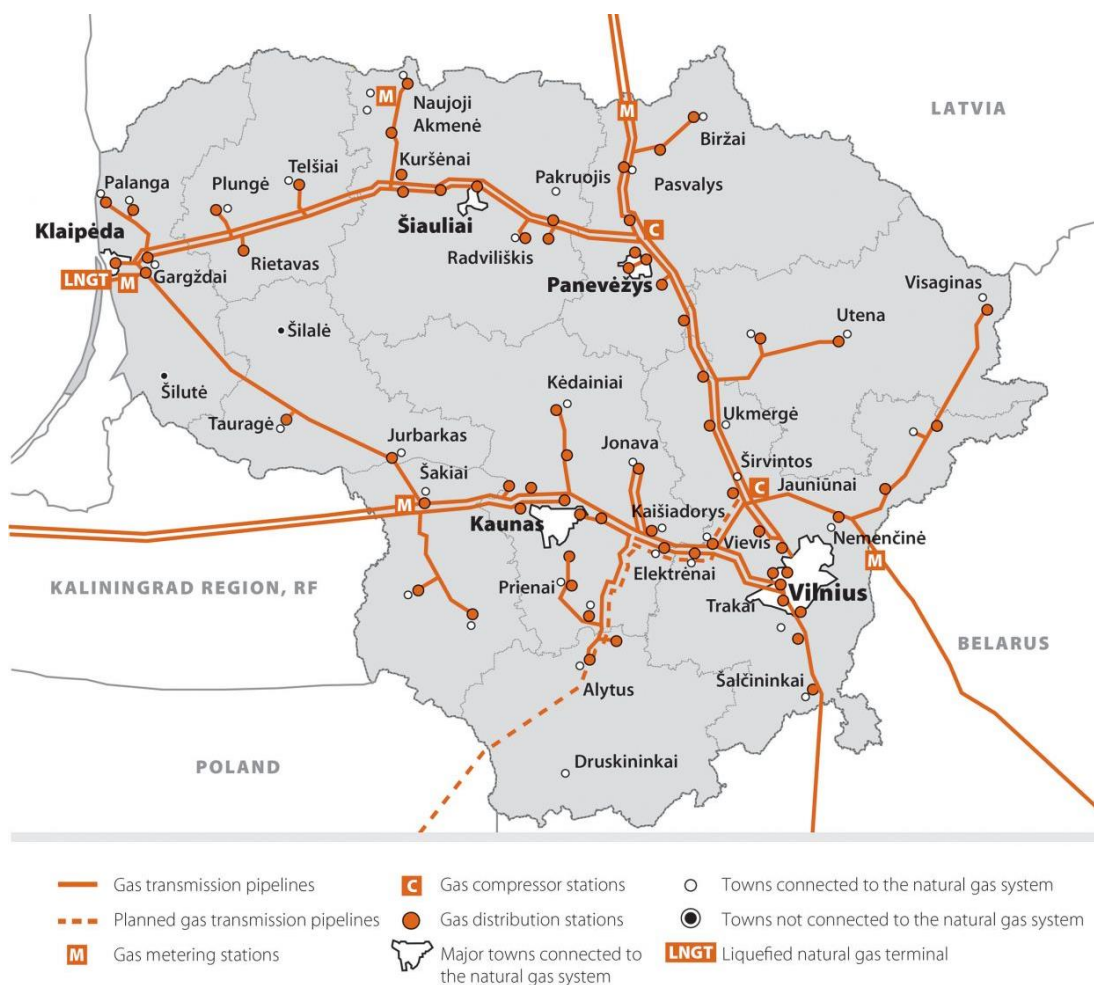 LATVIA
M
Naujoji
Akmenė
M
Biržai
Telšiai
Kuršėnai
Palanga
Plungė
Pakruojis
Pasvalys
Klaipėda
Šiauliai
C
Radviliškis
LNGT
M
Gargždai
Rietavas
Panevėžys
Visaginas
Utena
Šilalė
Šilutė
Kėdainiai
Tauragė
Ukmergė
Jurbarkas
Jonava
Širvintos
Šakiai
C
Jauniūnai
M
Kaunas
Kaišiadorys
Vievis
Nemenčinė
M
Elektrėnai
KALININGRAD REGION, RF
Prienai
Trakai
Vilnius
BELARUS
Šalčininkai
Alytus
POLAND
Druskininkai
Gas transmission pipelines
Planned gas transmission pipelines
M
Gas metering stations
C
Gas compressor stations
Gas distribution stations
Major towns connected to
the natural gas system
Towns connected to the natural gas system
Towns not connected to the natural gas system
LNGT
Liquefied natural gas terminal